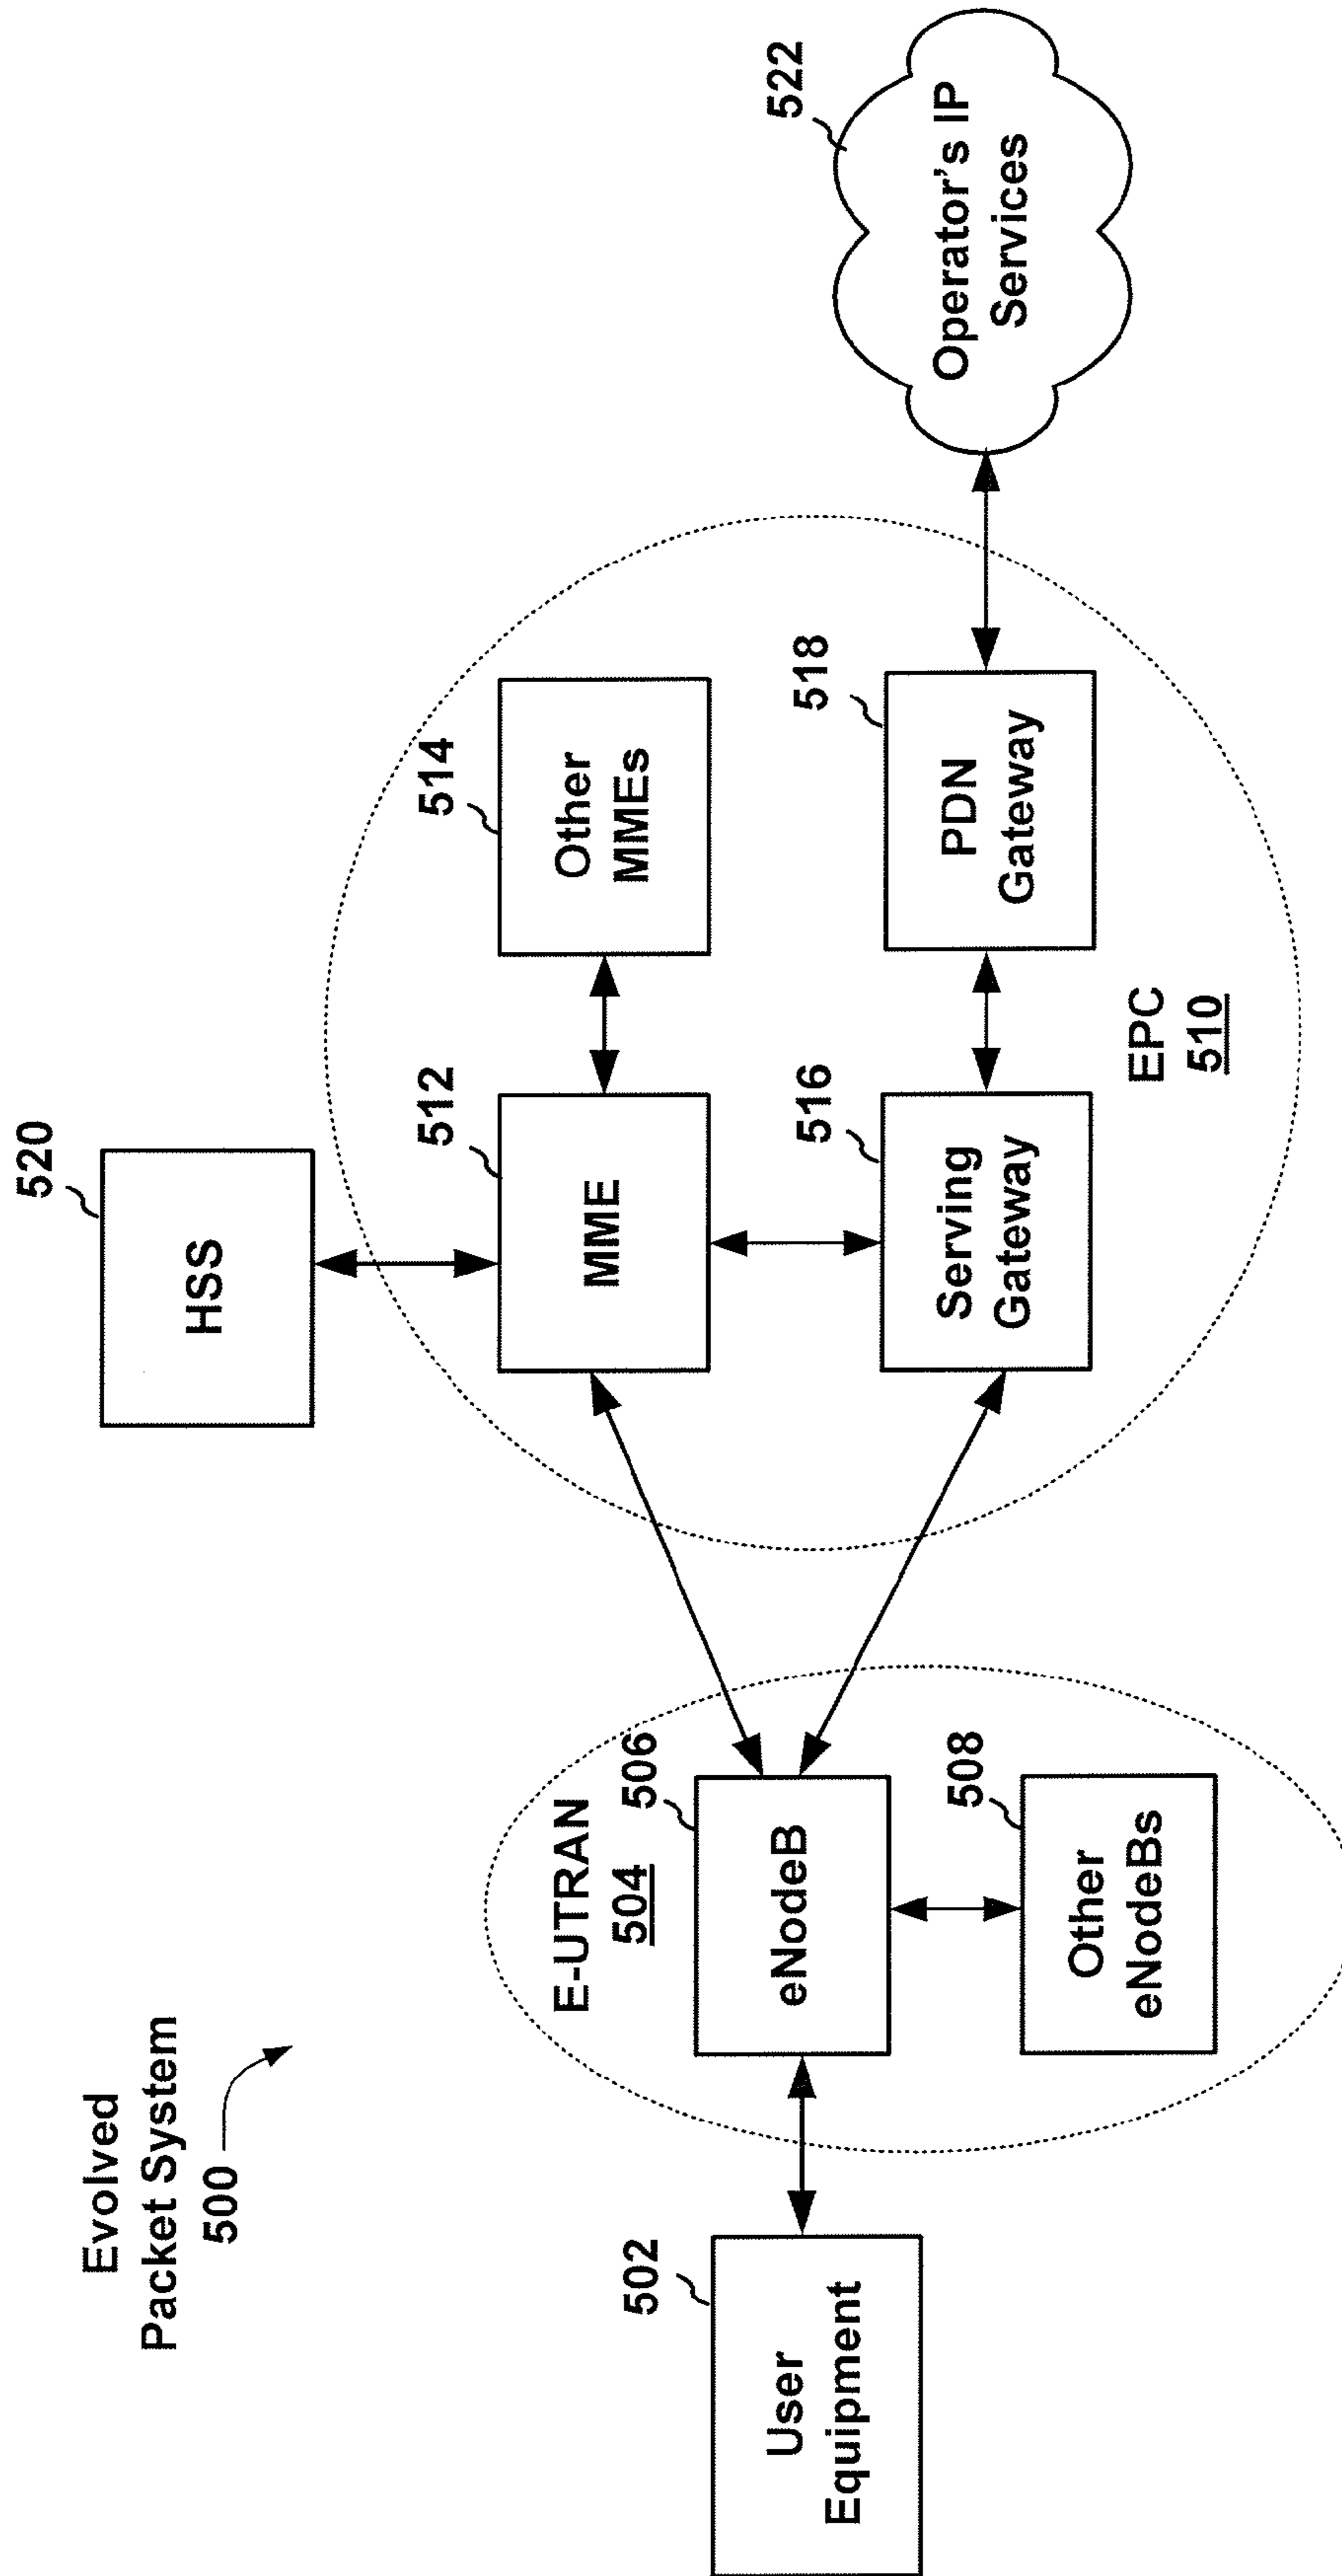 Evolved
Packet System
500
520
HSS
522
Operator's IP
Services
512
MME
514
Other
MMEs
516
Serving
Gateway
518
PDN
Gateway
EPC
510
E-UTRAN
504
506
eNodeB
508
Other
eNodeBs
502
User
Equipment